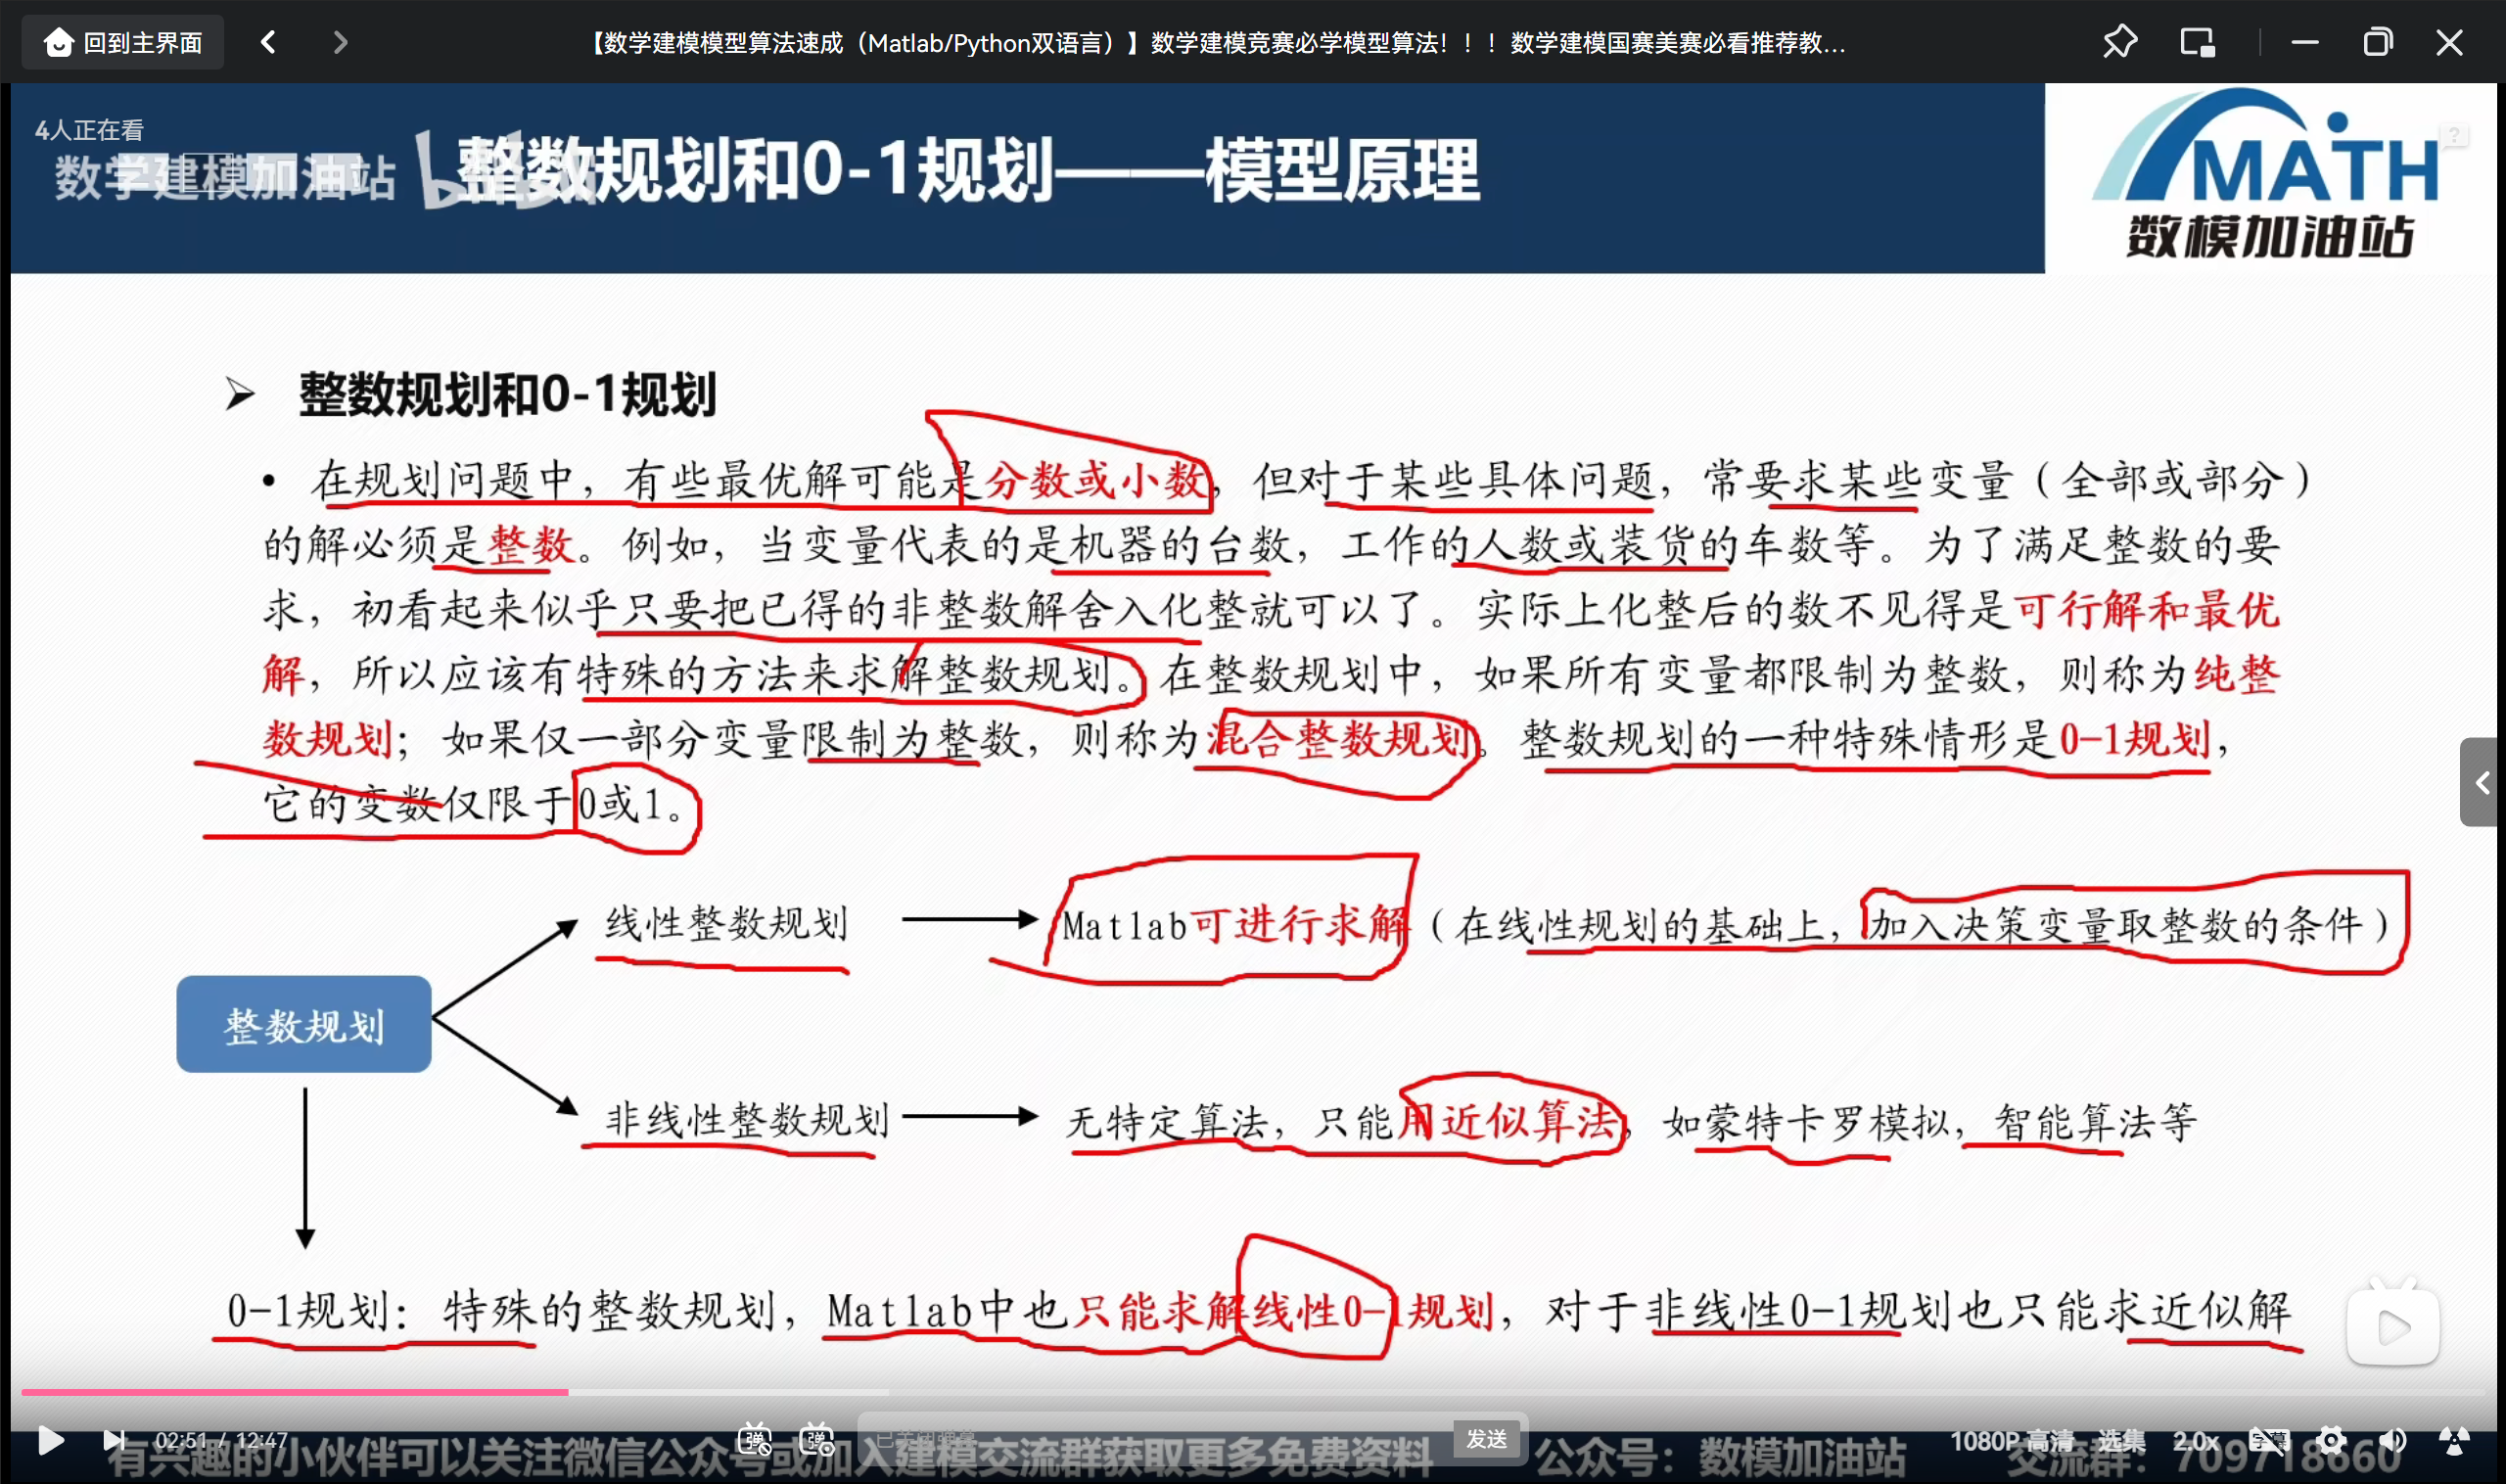 回到主界面
【数学建模模型算法速成（Matlab/Python双语言）】数学建模竞赛必学模型算法！！！数学建模国赛美赛必看推荐教...
4人正在看
数学建模加油站
整数规划和0-1规划——模型原理
MATH
数模加油站
➢ 整数规划和0-1规划
• 在规划问题中，有些最优解可能是分数或小数，但对于某些具体问题，常要求某些变量（全部或部分）
的解必须是整数。例如，当变量代表的是机器的台数，工作的人数或装货的车数等。为了满足整数的要
求，初看起来似乎只要把已得的非整数解舍入化整就可以了。实际上化整后的数不见得是可行解和最优
解，所以应该有特殊的方法来求解整数规划。在整数规划中，如果所有变量都限制为整数，则称为纯整
数规划；如果仅一部分变量限制为整数，则称为混合整数规划。整数规划的一种特殊情形是0-1规划，
它的变数仅限于0或1。
线性整数规划
Matlab可进行求解（在线性规划的基础上，加入决策变量取整数的条件）
整数规划
非线性整数规划
无特定算法，只能用近似算法，如蒙特卡罗模拟，智能算法等
0-1规划：特殊的整数规划，Matlab中也只能求解线性0-1规划，对于非线性0-1规划也只能求近似解
02:51 / 12:47
弹
弹
已关闭弹幕
发送
1080P 高清
选集
2.0x
字幕
有兴趣的小伙伴可以关注微信公众号或加入建模交流群获取更多免费资料
公众号：数模加油站
交流群：709718660